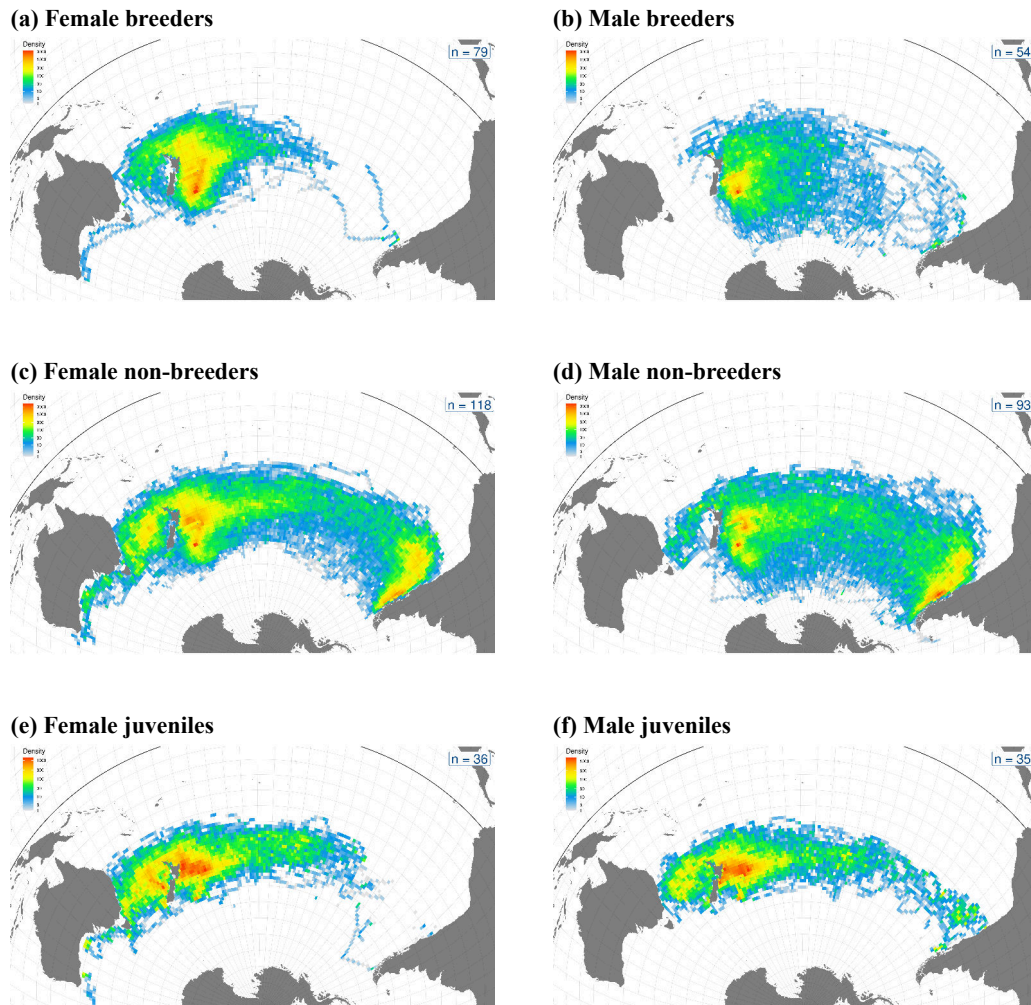 (a) Female breeders
(b) Male breeders
Density
n = 79
Density
n = 54
(c) Female non-breeders
(d) Male non-breeders
Density
n = 118
Density
n = 93
(e) Female juveniles
(f) Male juveniles
Density
n = 36
Density
n = 35